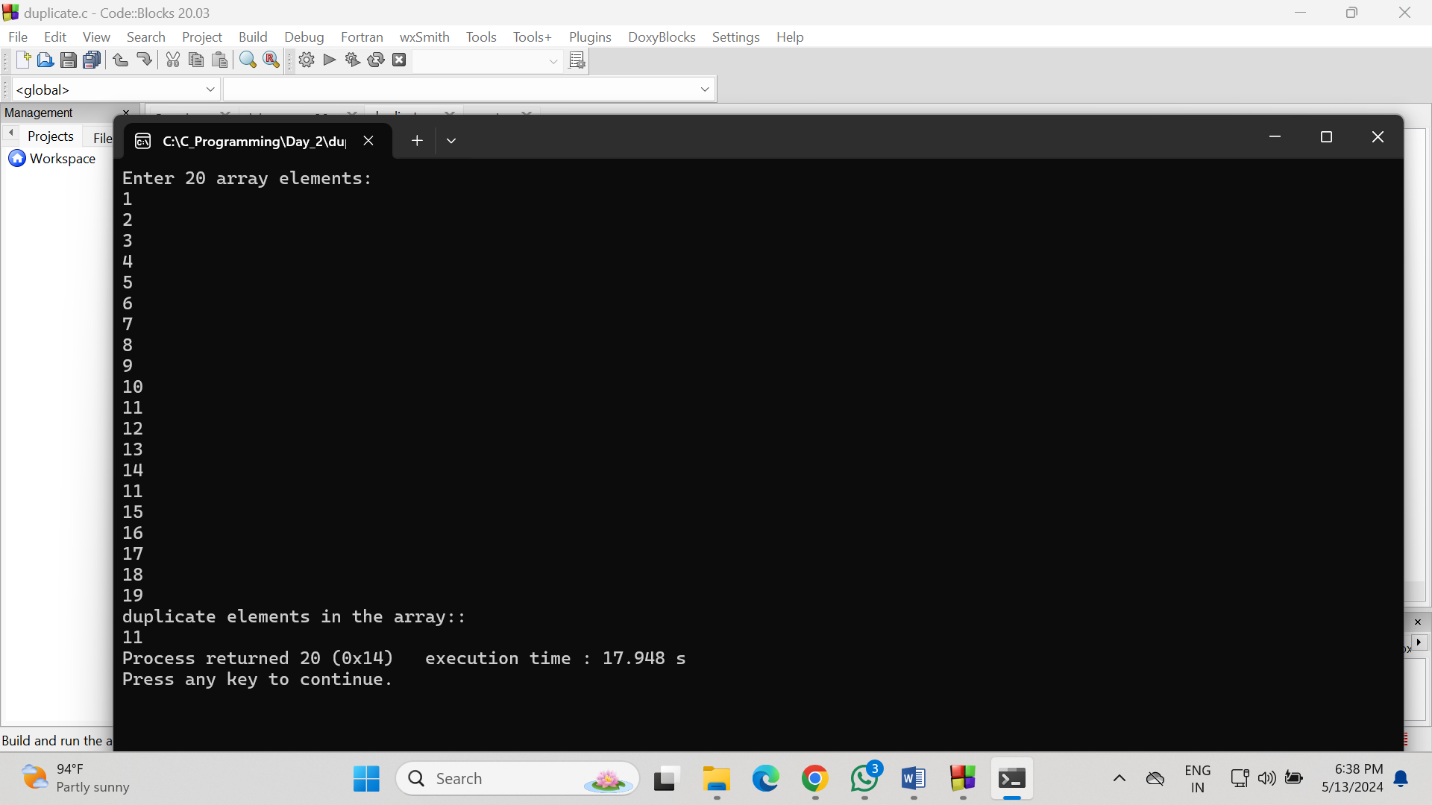 duplicate.c - Code::Blocks 20.03
File Edit View Search Project Build Debug Fortran wxSmith Tools Tools+ Plugins DoxyBlocks Settings Help
<global>
Management
Projects File
Workspace
C:\C_Programming\Day_2\du
Enter 20 array elements:
1
2
3
4
5
6
7
8
9
10
11
12
13
14
11
15
16
17
18
19
duplicate elements in the array::
11
Process returned 20 (0x14) execution time : 17.948 s
Press any key to continue.
Build and run the a
94°F
Partly sunny
Search
3
ENG
IN
6:38 PM
5/13/2024